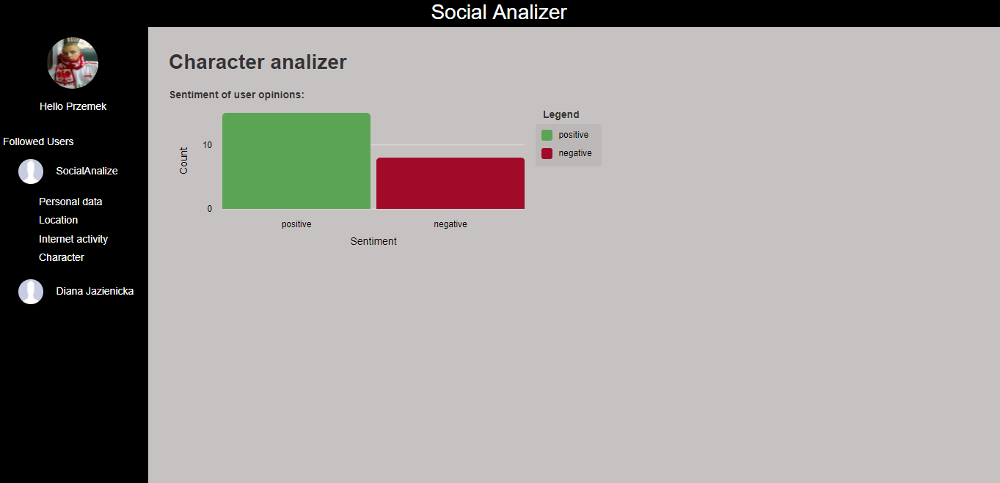 Social Analizer
Hello Przemek
Followed Users
SocialAnalize
Personal data
Location
Internet activity
Character
Diana Jazienicka
Character analizer
Sentiment of user opinions:
Count
10
0
positive
negative
Sentiment
Legend
positive
negative